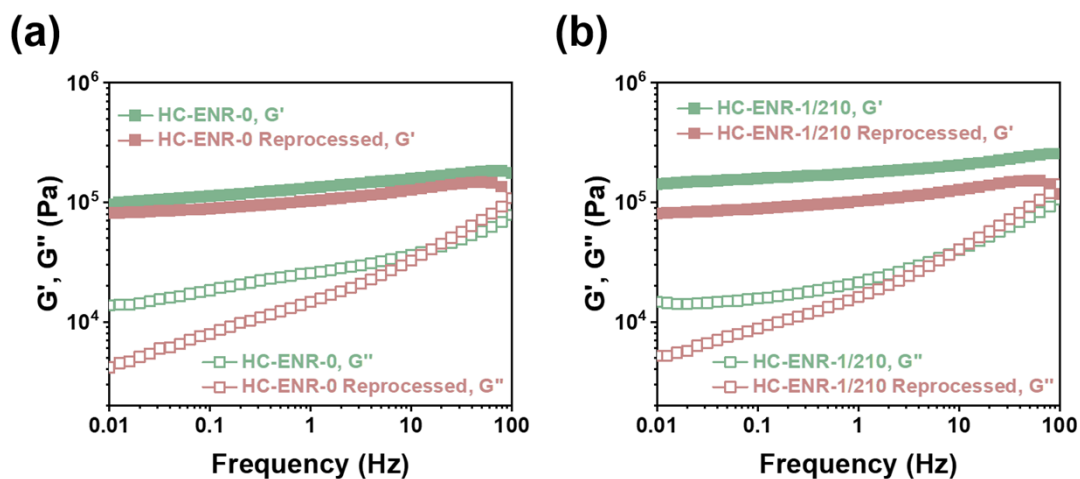 (a)
10⁶
HC-ENR-0, G'
HC-ENR-0 Reprocessed, G'
10⁵
G', G'' (Pa)
10⁴
HC-ENR-0, G''
HC-ENR-0 Reprocessed, G''
0.01 0.1 1 10 100
Frequency (Hz)
(b)
10⁶
HC-ENR-1/210, G'
HC-ENR-1/210 Reprocessed, G'
10⁵
G', G'' (Pa)
10⁴
HC-ENR-1/210, G''
HC-ENR-1/210 Reprocessed, G''
0.01 0.1 1 10 100
Frequency (Hz)